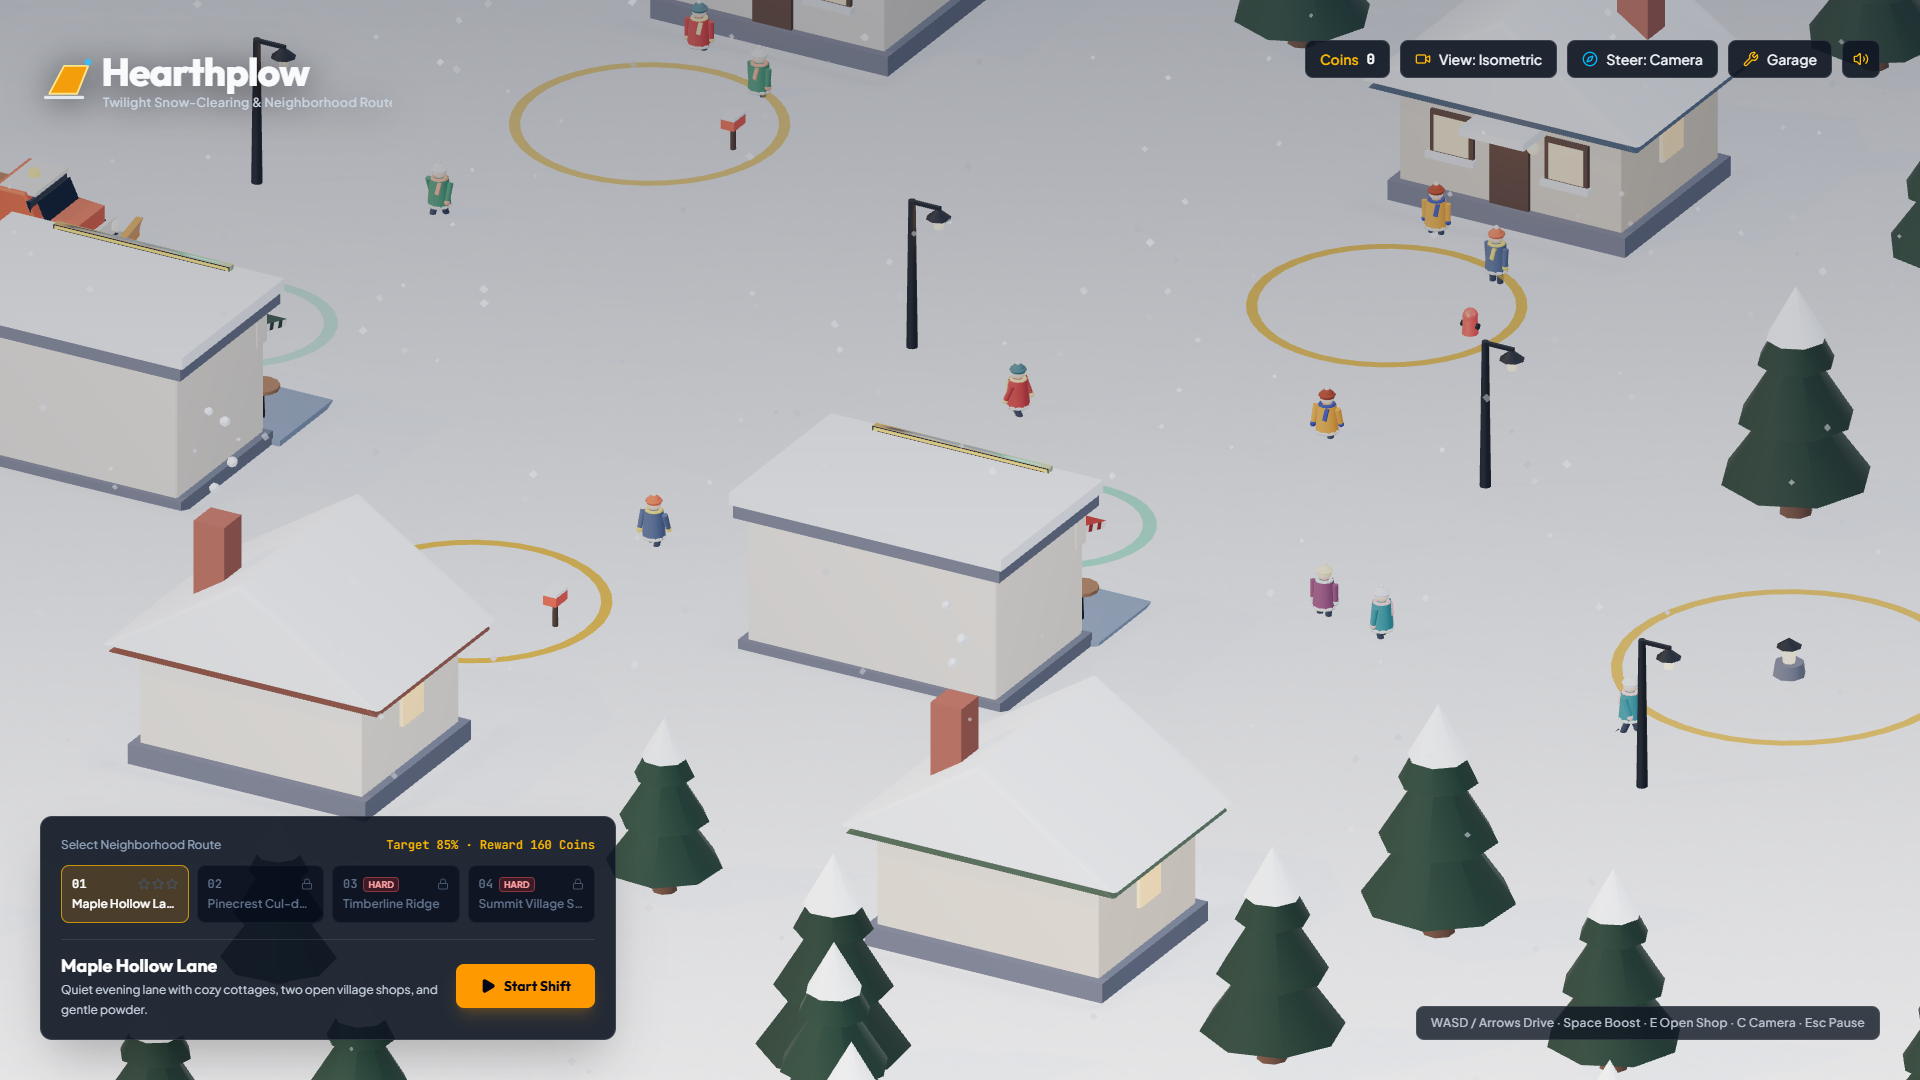 Hearthplow
Twilight Snow-Clearing & Neighborhood Route
Coins 0
View: Isometric
Steer: Camera
Garage
Select Neighborhood Route
Target 85% · Reward 160 Coins
01
Maple Hollow La…
02
Pinecrest Cul-d…
03 HARD
Timberline Ridge
04 HARD
Summit Village S…
Maple Hollow Lane
Quiet evening lane with cozy cottages, two open village shops, and
gentle powder.
Start Shift
WASD / Arrows Drive · Space Boost · E Open Shop · C Camera · Esc Pause